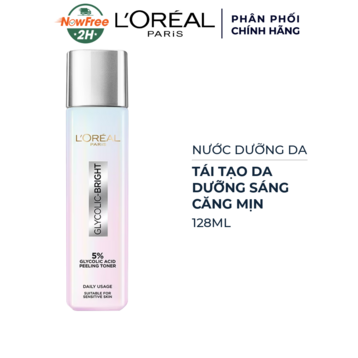 NowFree
2H
L'ORÉAL
PARIS
PHÂN PHỐI
CHÍNH HÃNG
L'ORÉAL
PARIS
GLYCOLIC-BRIGHT
5%
GLYCOLIC ACID
PEELING TONER
DAILY USAGE
SUITABLE FOR
SENSITIVE SKIN
NƯỚC DƯỠNG DA
TÁI TẠO DA
DƯỠNG SÁNG
CĂNG MỊN
128ML